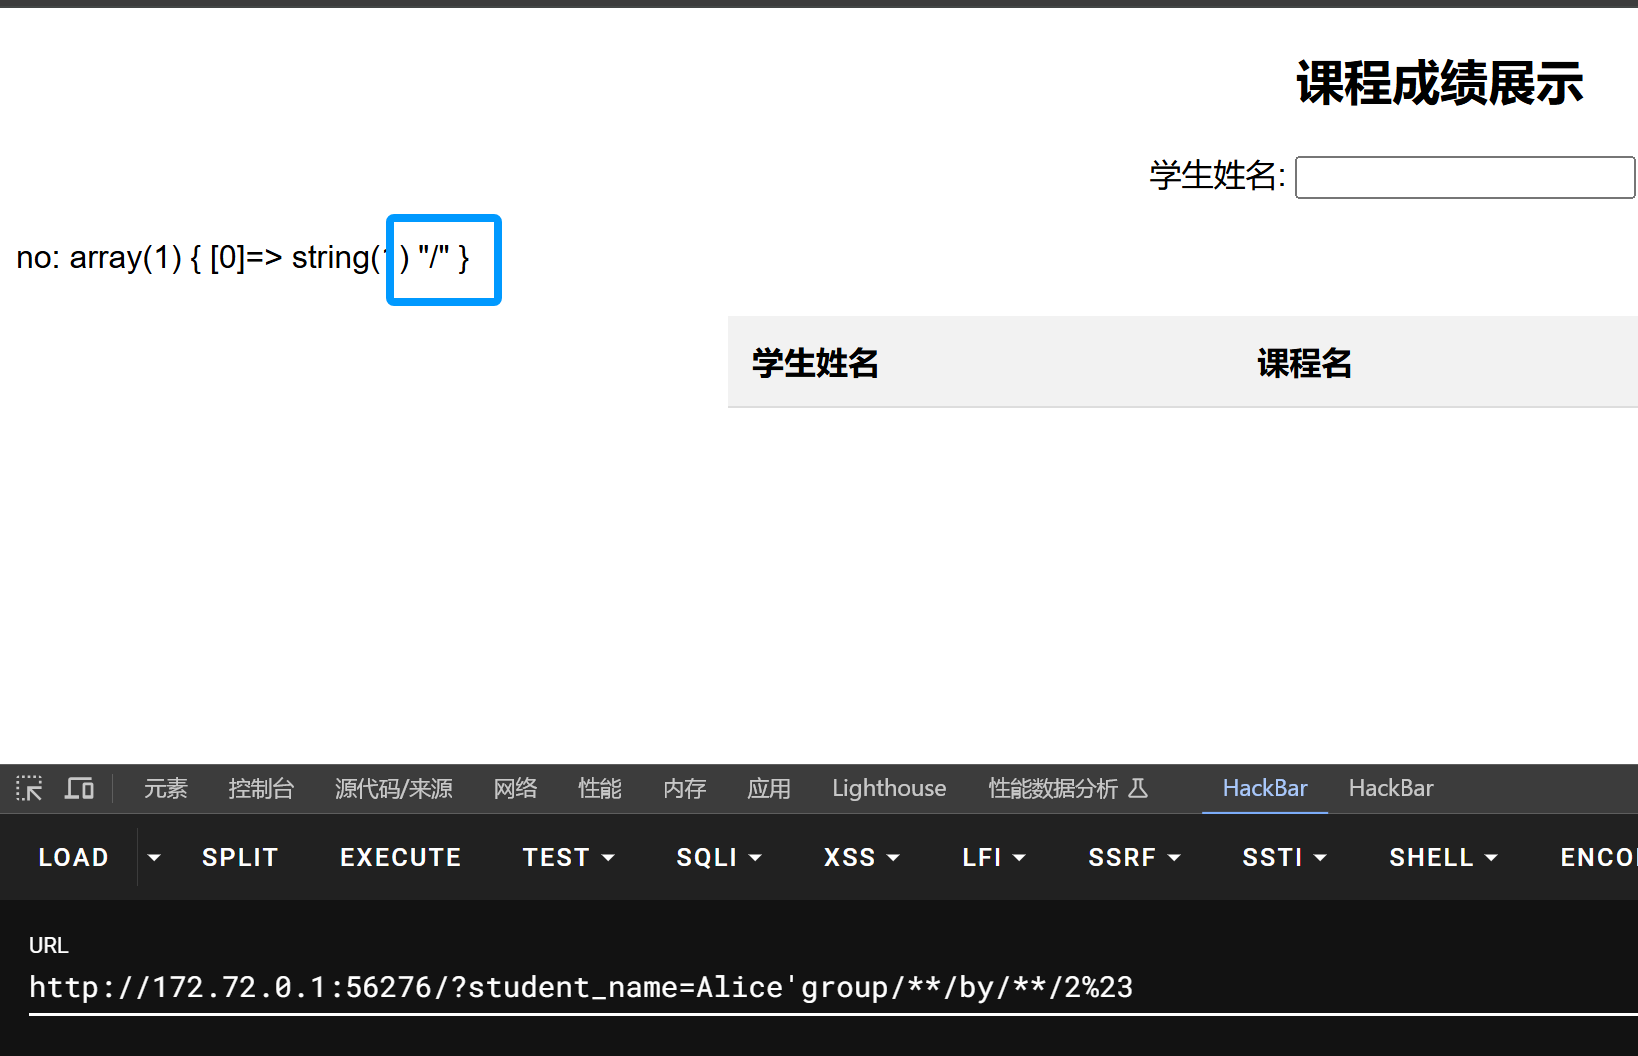 课程成绩展示
学生姓名:
no: array(1) { [0]=> string(1) "/" }
学生姓名 课程名
元素 控制台 源代码/来源 网络 性能 内存 应用 Lighthouse 性能数据分析 HackBar HackBar
LOAD SPLIT EXECUTE TEST SQLI XSS LFI SSRF SSTI SHELL
URL
http://172.72.0.1:56276/?student_name=Alice'group/**/by/**/2%23